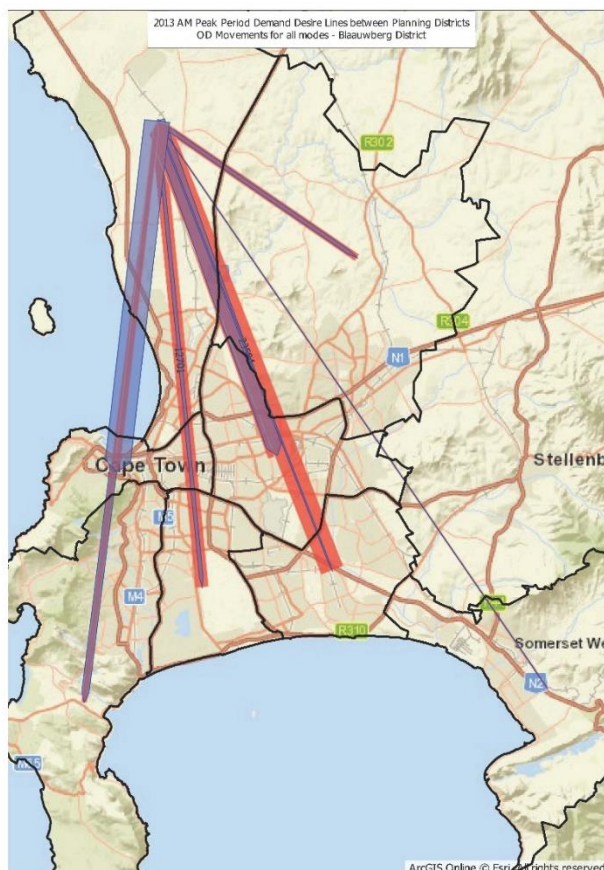 2013 AM Peak Period Demand Desire Lines between Planning Districts
OD Movements for all modes - Blaauwberg District
R302
R304
N1
12701
Cape Town
Stellenb
M5
M4
R310
Somerset We
N2
ArcGIS Online © Esri. All rights reserved